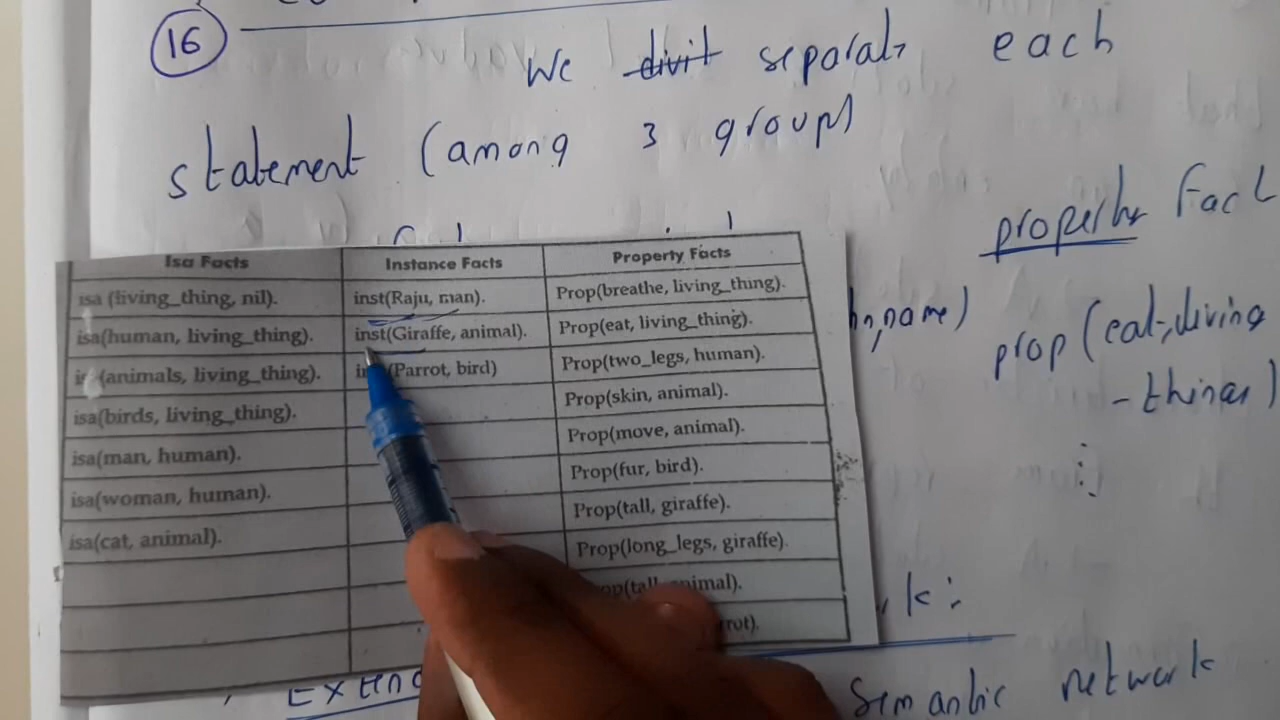 16
We divit separate each
statement (among 3 groups
property Fact
Isa Facts Instance Facts Property Facts
isa (living_thing, nil). inst(Raju, man). Prop(breathe, living_thing).
isa(human, living_thing). inst(Giraffe, animal). Prop(eat, living_thing).
(animals, living_thing). (Parrot, bird) Prop(two_legs, human).
isa(birds, living_thing). Prop(skin, animal).
isa(man, human). Prop(move, animal).
isa(woman, human). Prop(fur, bird).
isa(cat, animal). Prop(tall, giraffe).
Prop(long_legs, giraffe).
animal).
name)
prop (eat, living
- things)
:
k:
Semantic network